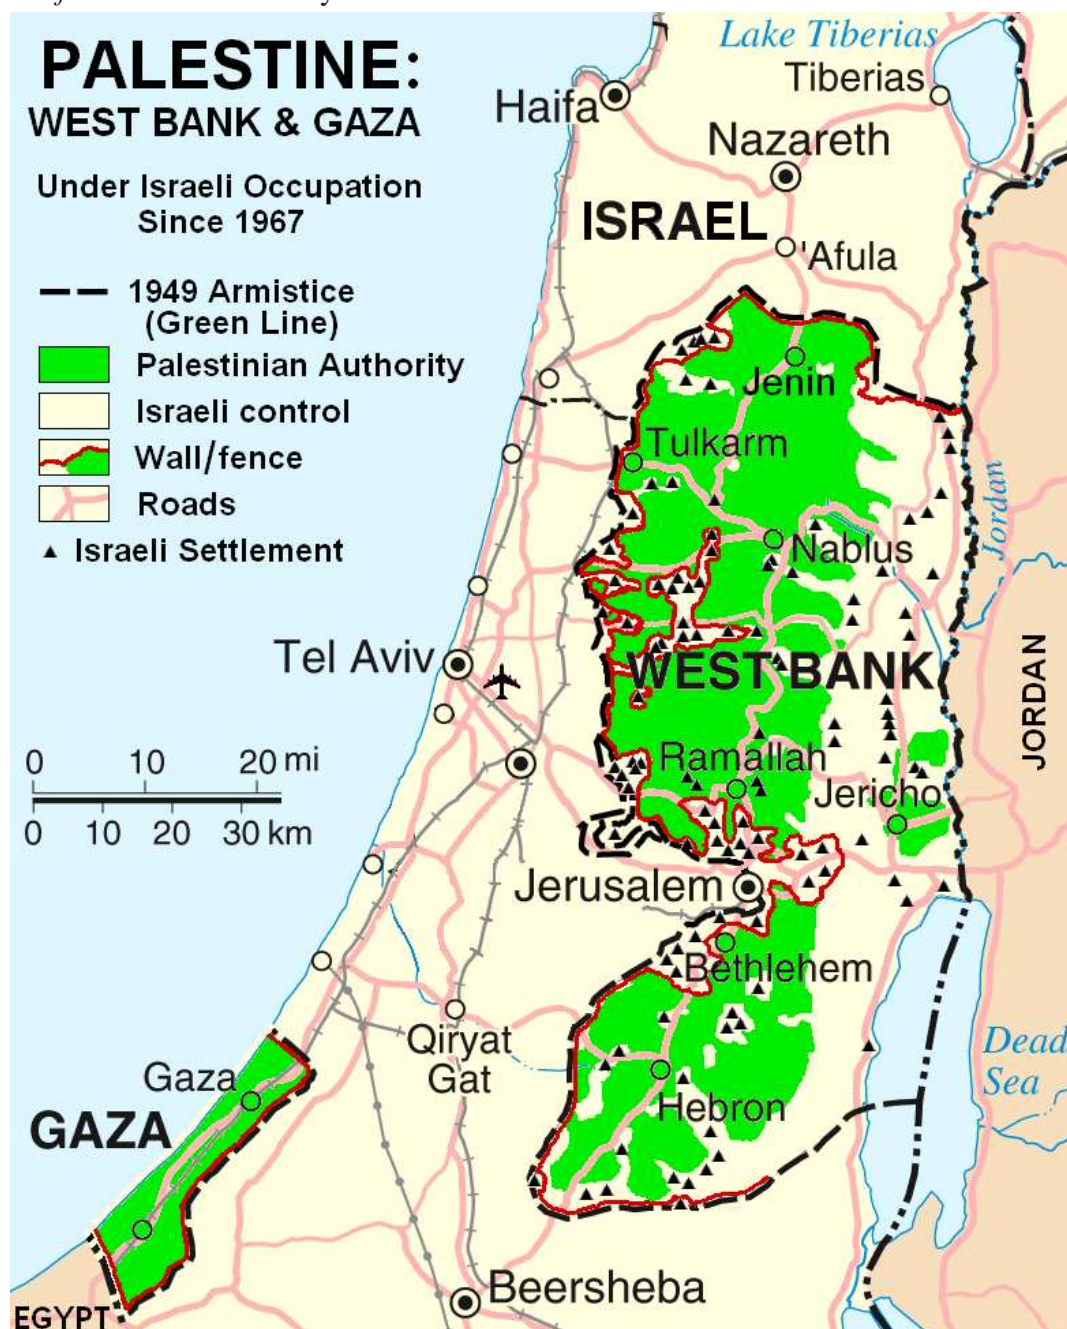 PALESTINE:
WEST BANK & GAZA
Under Israeli Occupation
Since 1967
1949 Armistice
(Green Line)
Palestinian Authority
Israeli control
Wall/fence
Roads
Israeli Settlement
Lake Tiberias
Tiberias
Haifa
Nazareth
ISRAEL
'Afula
Jenin
Tulkarm
Jordan
Nablus
Tel Aviv
WEST BANK
JORDAN
0 10 20 mi
0 10 20 30 km
Ramallah
Jericho
Jerusalem
Bethlehem
Qiryat
Gat
Dead
Sea
Gaza
GAZA
Hebron
Beersheba
EGYPT